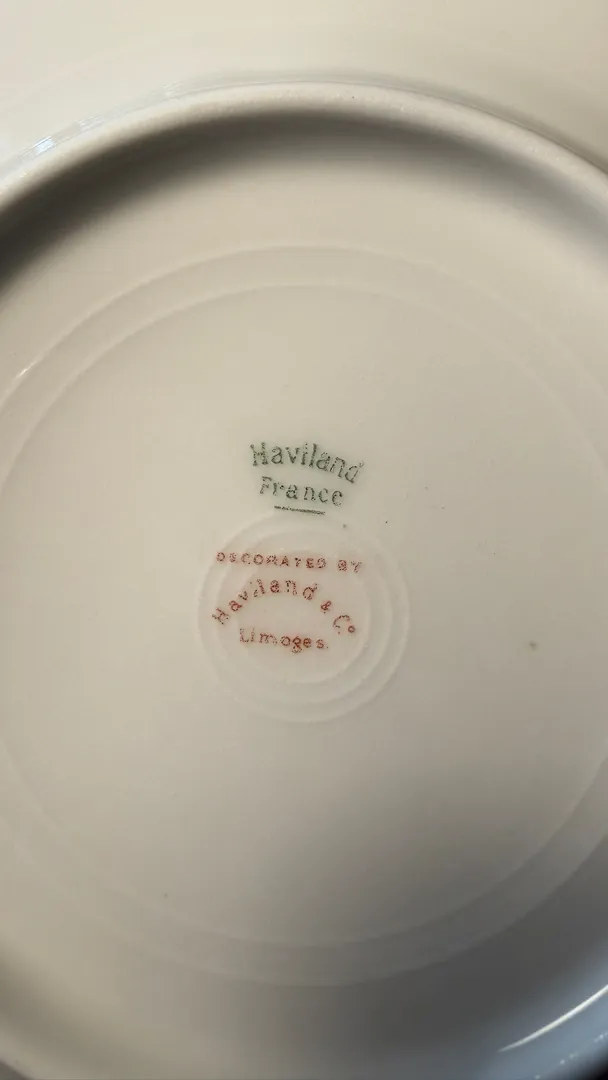 Haviland
France
DECORATED BY
Haviland & Co
Limoges